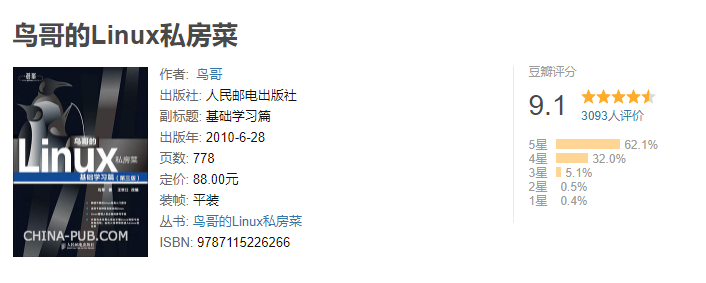 鸟哥的Linux私房菜
鸟哥的
Linux私房菜
基础学习篇（第三版）
CHINA-PUB.COM
作者: 鸟哥
出版社: 人民邮电出版社
副标题: 基础学习篇
出版年: 2010-6-28
页数: 778
定价: 88.00元
装帧: 平装
丛书: 鸟哥的Linux私房菜
ISBN: 9787115226266
豆瓣评分
9.1
3093人评价
5星 62.1%
4星 32.0%
3星 5.1%
2星 0.5%
1星 0.4%